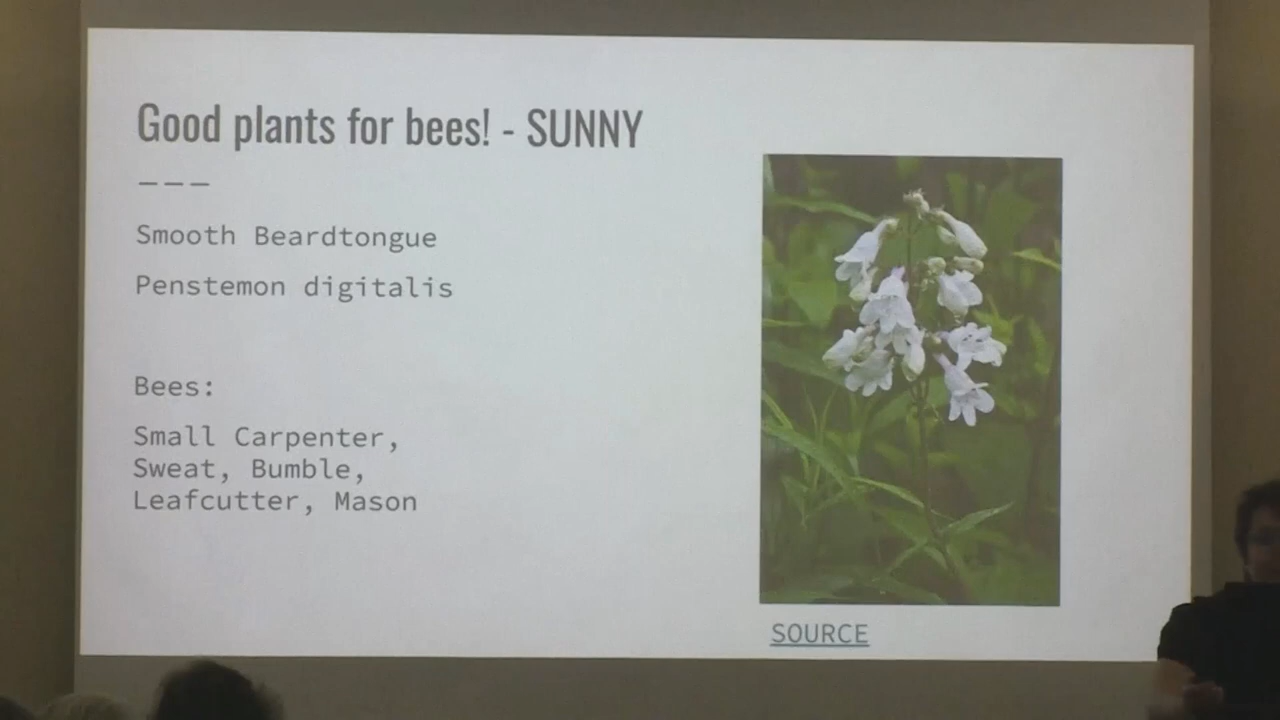 Good plants for bees! - SUNNY
---
Smooth Beardtongue
Penstemon digitalis
Bees:
Small Carpenter,
Sweat, Bumble,
Leafcutter, Mason
SOURCE